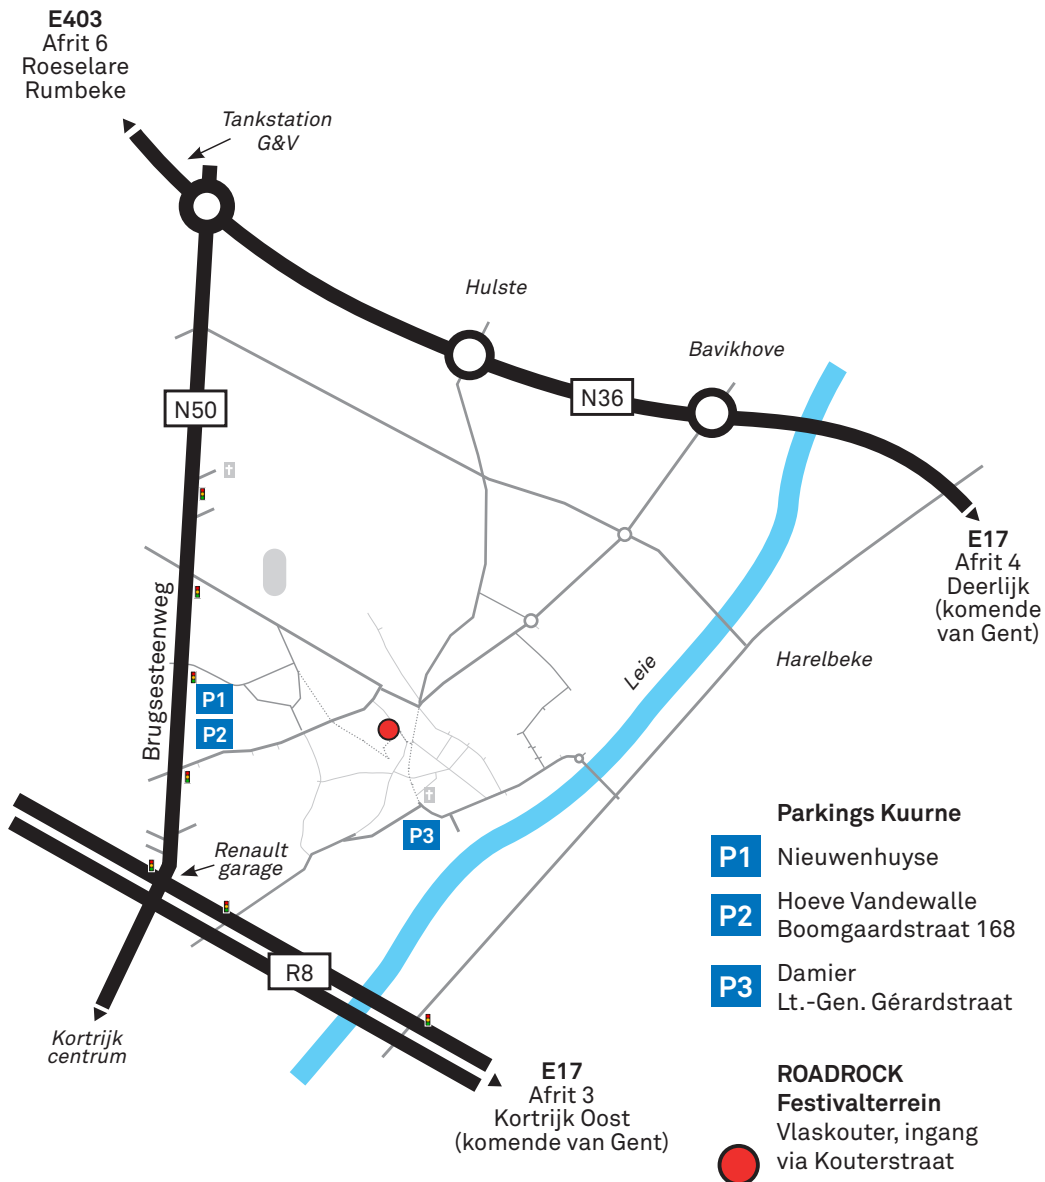 E403
Afrit 6
Roeselare
Rumbeke
Tankstation
G&V
Hulste
Bavikhove
N36
N50
E17
Afrit 4
Deerlijk
(komende
van Gent)
Brugsesteenweg
Leie
Harelbeke
P1
P2
P3
Renault
garage
R8
Kortrijk
centrum
E17
Afrit 3
Kortrijk Oost
(komende van Gent)
Parkings Kuurne
P1 Nieuwenhuyse
P2 Hoeve Vandewalle
Boomgaardstraat 168
P3 Damier
Lt.-Gen. Gérardstraat
ROADROCK
Festivalterrein
Vlaskouter, ingang
via Kouterstraat